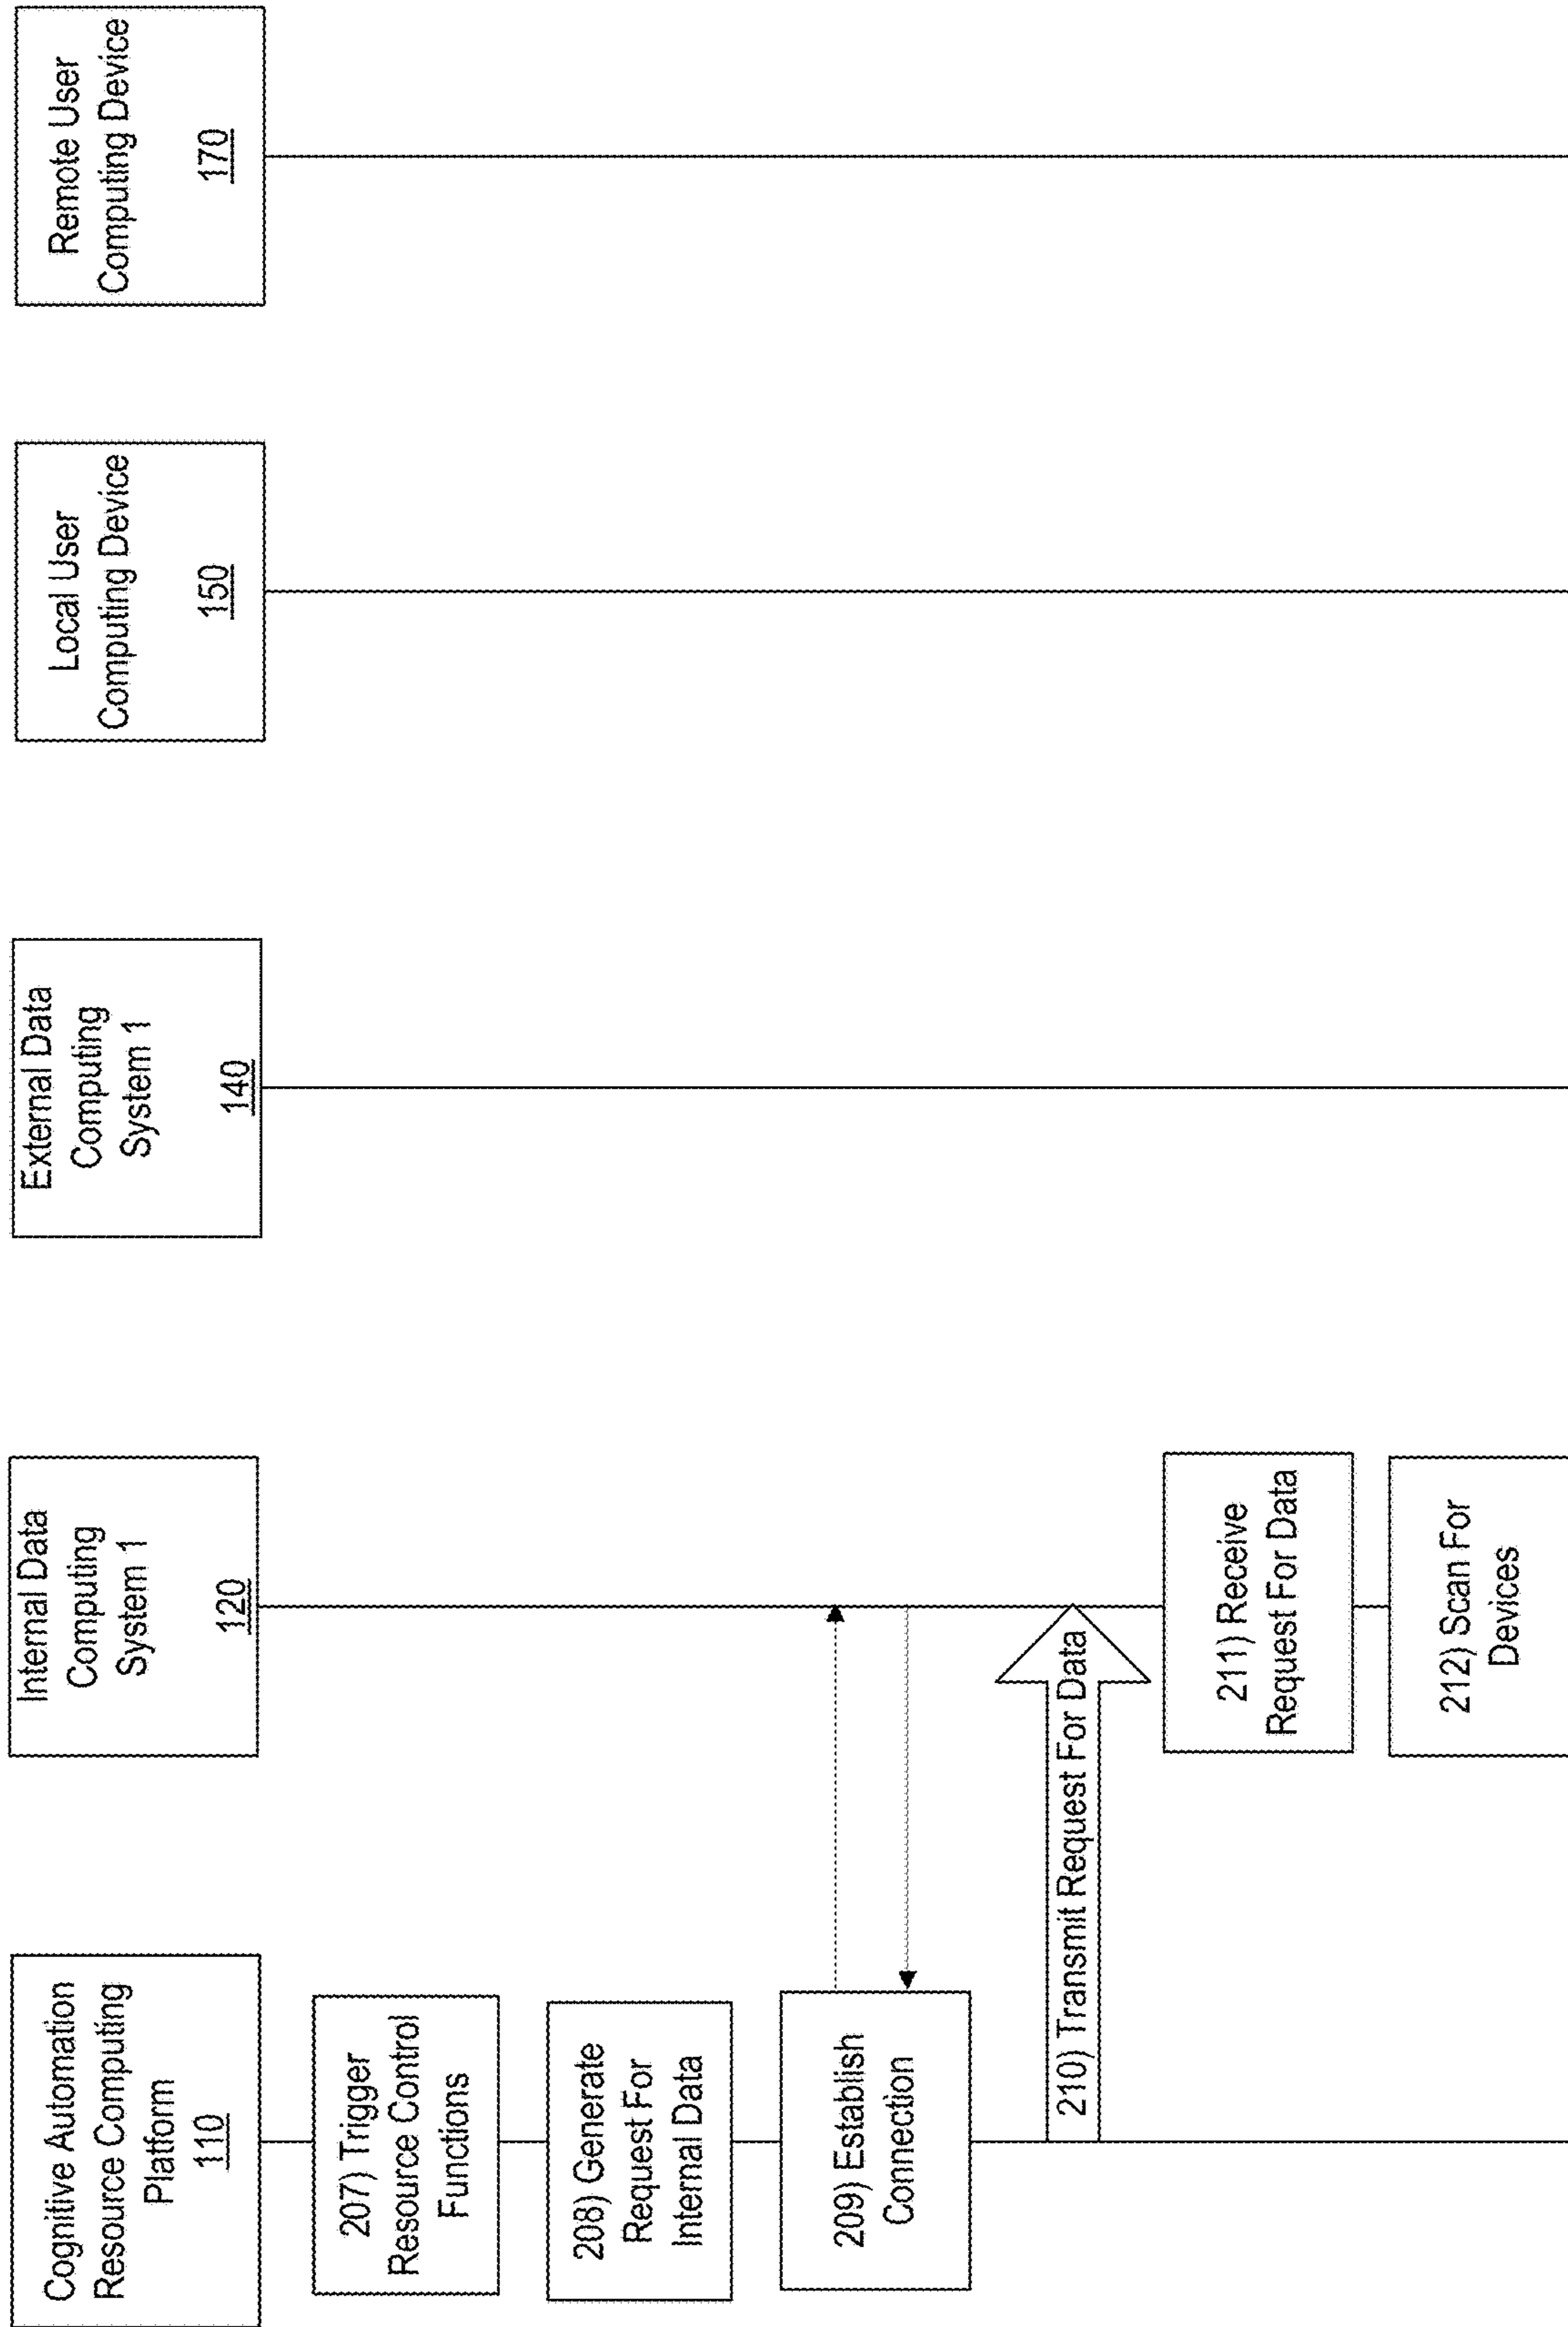 Cognitive Automation
Resource Computing
Platform
110
Internal Data
Computing
System 1
120
External Data
Computing
System 1
140
Local User
Computing Device
150
Remote User
Computing Device
170
207) Trigger
Resource Control
Functions
208) Generate
Request For
Internal Data
209) Establish
Connection
210) Transmit Request For Data
211) Receive
Request For Data
212) Scan For
Devices